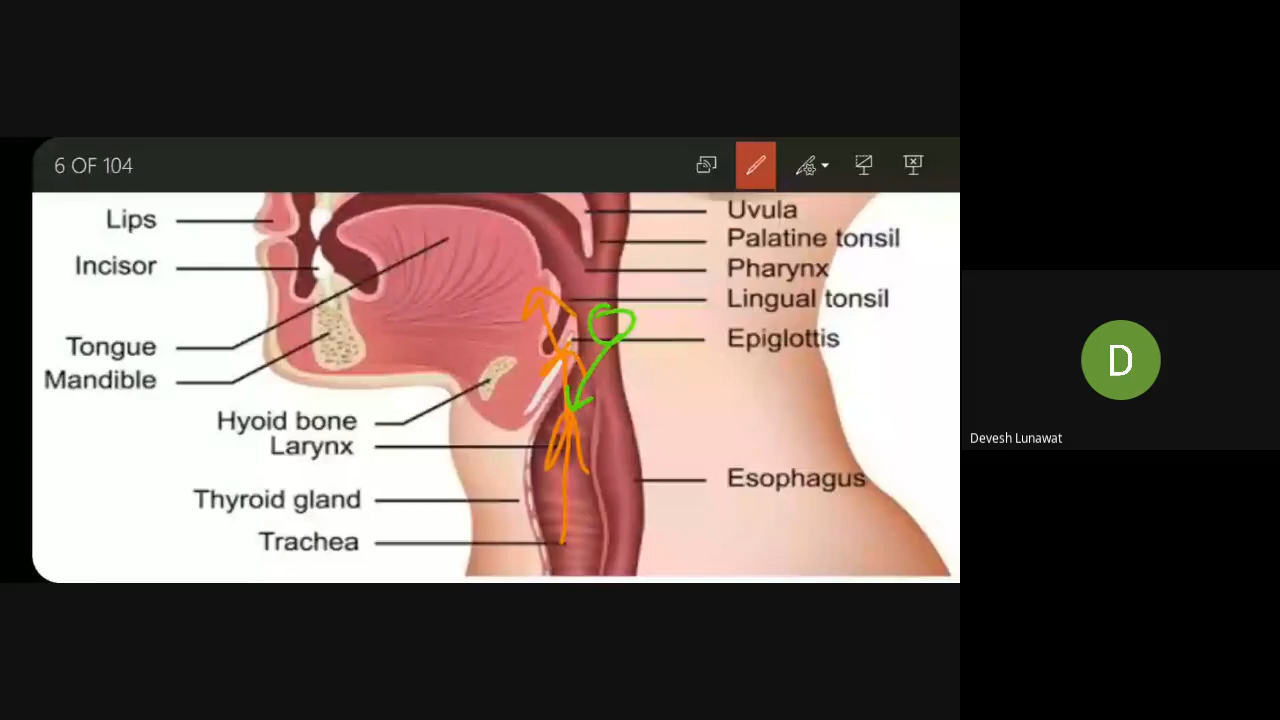 6 OF 104
Lips
Incisor
Tongue
Mandible
Hyoid bone
Larynx
Thyroid gland
Trachea
Uvula
Palatine tonsil
Pharynx
Lingual tonsil
Epiglottis
Esophagus
D
Devesh Lunawat